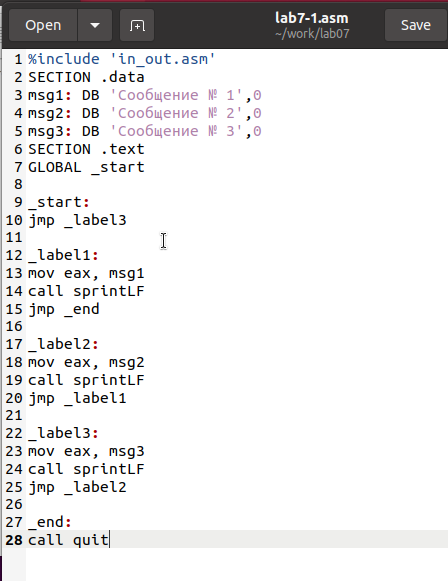 Open
lab7-1.asm
~/work/lab07
Save
1 %include 'in_out.asm'
2 SECTION .data
3 msg1: DB 'Сообщение № 1',0
4 msg2: DB 'Сообщение № 2',0
5 msg3: DB 'Сообщение № 3',0
6 SECTION .text
7 GLOBAL _start
8
9 _start:
10 jmp _label3
11
12 _label1:
13 mov eax, msg1
14 call sprintLF
15 jmp _end
16
17 _label2:
18 mov eax, msg2
19 call sprintLF
20 jmp _label1
21
22 _label3:
23 mov eax, msg3
24 call sprintLF
25 jmp _label2
26
27 _end:
28 call quit